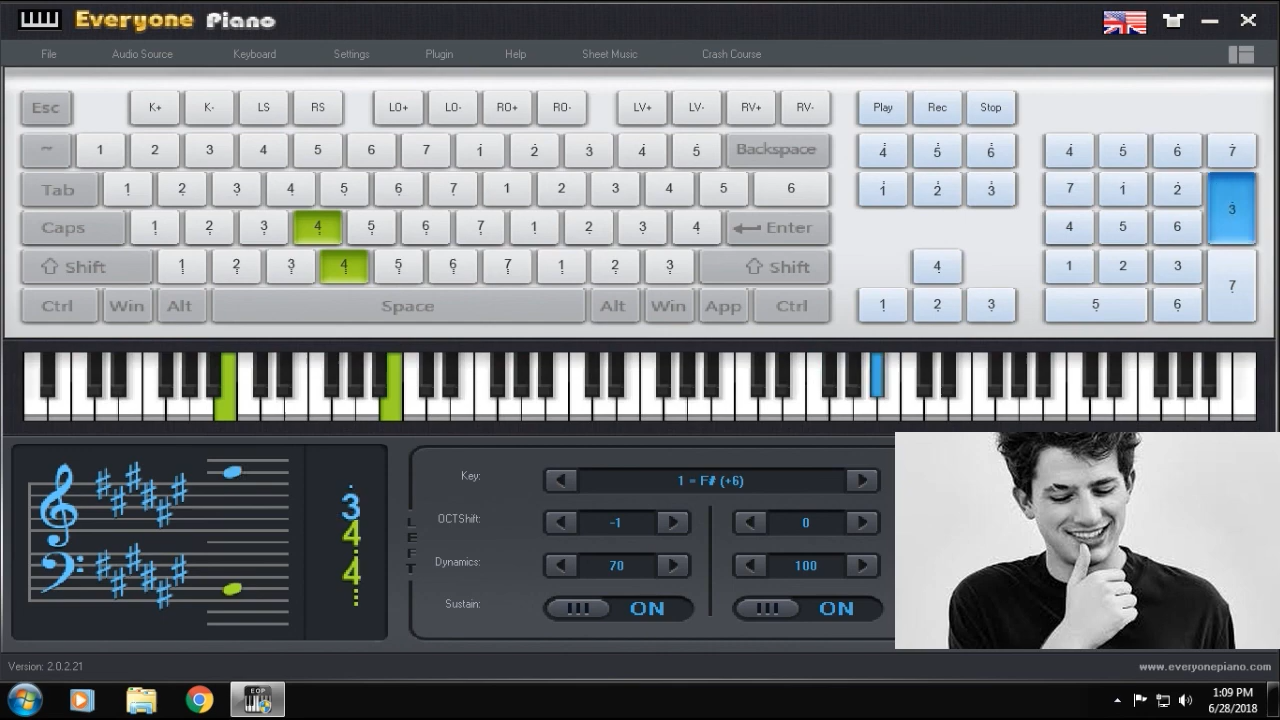 Everyone Piano
File Audio Source Keyboard Settings Plugin Help Sheet Music Crash Course
Esc K+ K- LS RS LO+ LO- RO+ RO- LV+ LV- RV+ RV- Play Rec Stop
~ 1 2 3 4 5 6 7 1 2 3 4 5 Backspace 4 5 6 4 5 6 7
Tab 1 2 3 4 5 6 7 1 2 3 4 5 6 1 2 3 7 1 2 3
Caps 1 2 3 4 5 6 7 1 2 3 4 Enter 4 5 6
Shift 1 2 3 4 5 6 7 1 2 3 Shift 4 1 2 3 7
Ctrl Win Alt Space Alt Win App Ctrl 1 2 3 5 6
3
4
4
LEFT
Key: 1 = F# (+6)
OCTShift: -1 0
Dynamics: 70 100
Sustain: ON ON
Version: 2.0.2.21 www.everyonepiano.com
EOP
1:09 PM
6/28/2018